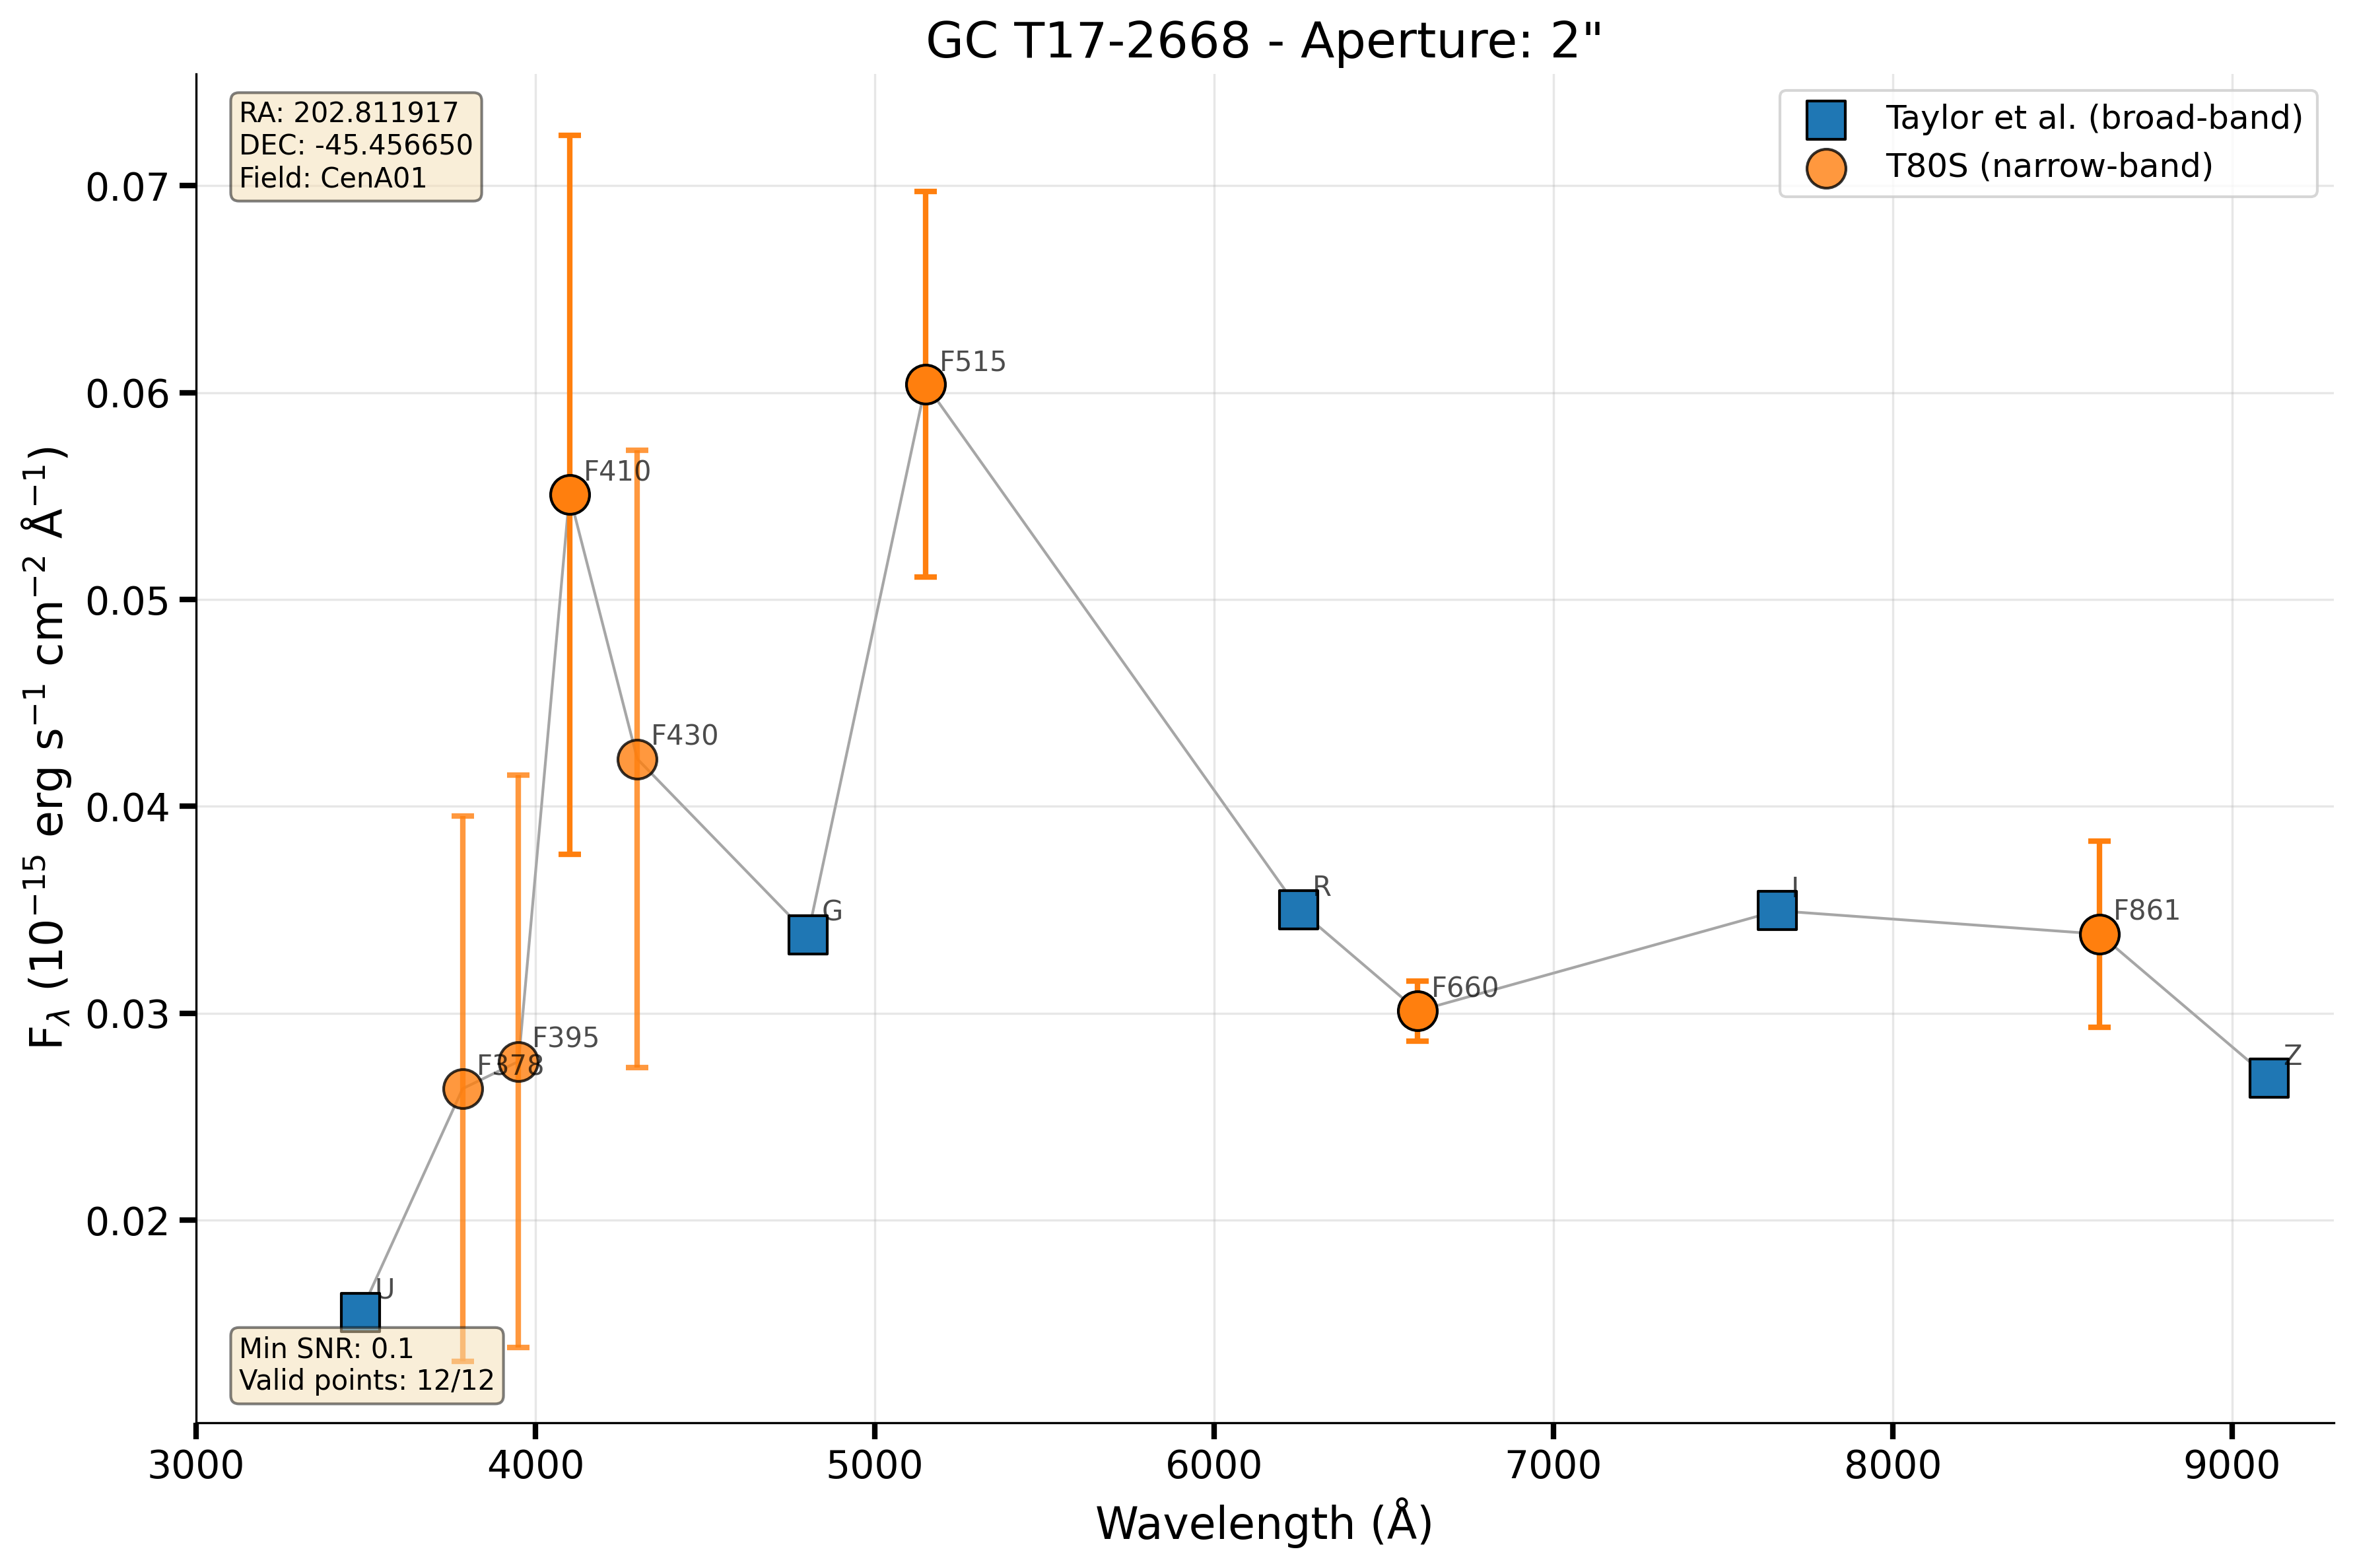 GC T17-2668 - Aperture: 2"
RA: 202.811917
DEC: -45.456650
Field: CenA01
Taylor et al. (broad-band)
T80S (narrow-band)
0.07
0.06
0.05
0.04
0.03
0.02
F$_λ$ (10$^{−15}$ erg s$^{−1}$ cm$^{−2}$ Å$^{−1}$)
F515
F410
F430
G
R
I
F861
F660
F395
F378
Z
U
Min SNR: 0.1
Valid points: 12/12
3000 4000 5000 6000 7000 8000 9000
Wavelength (Å)